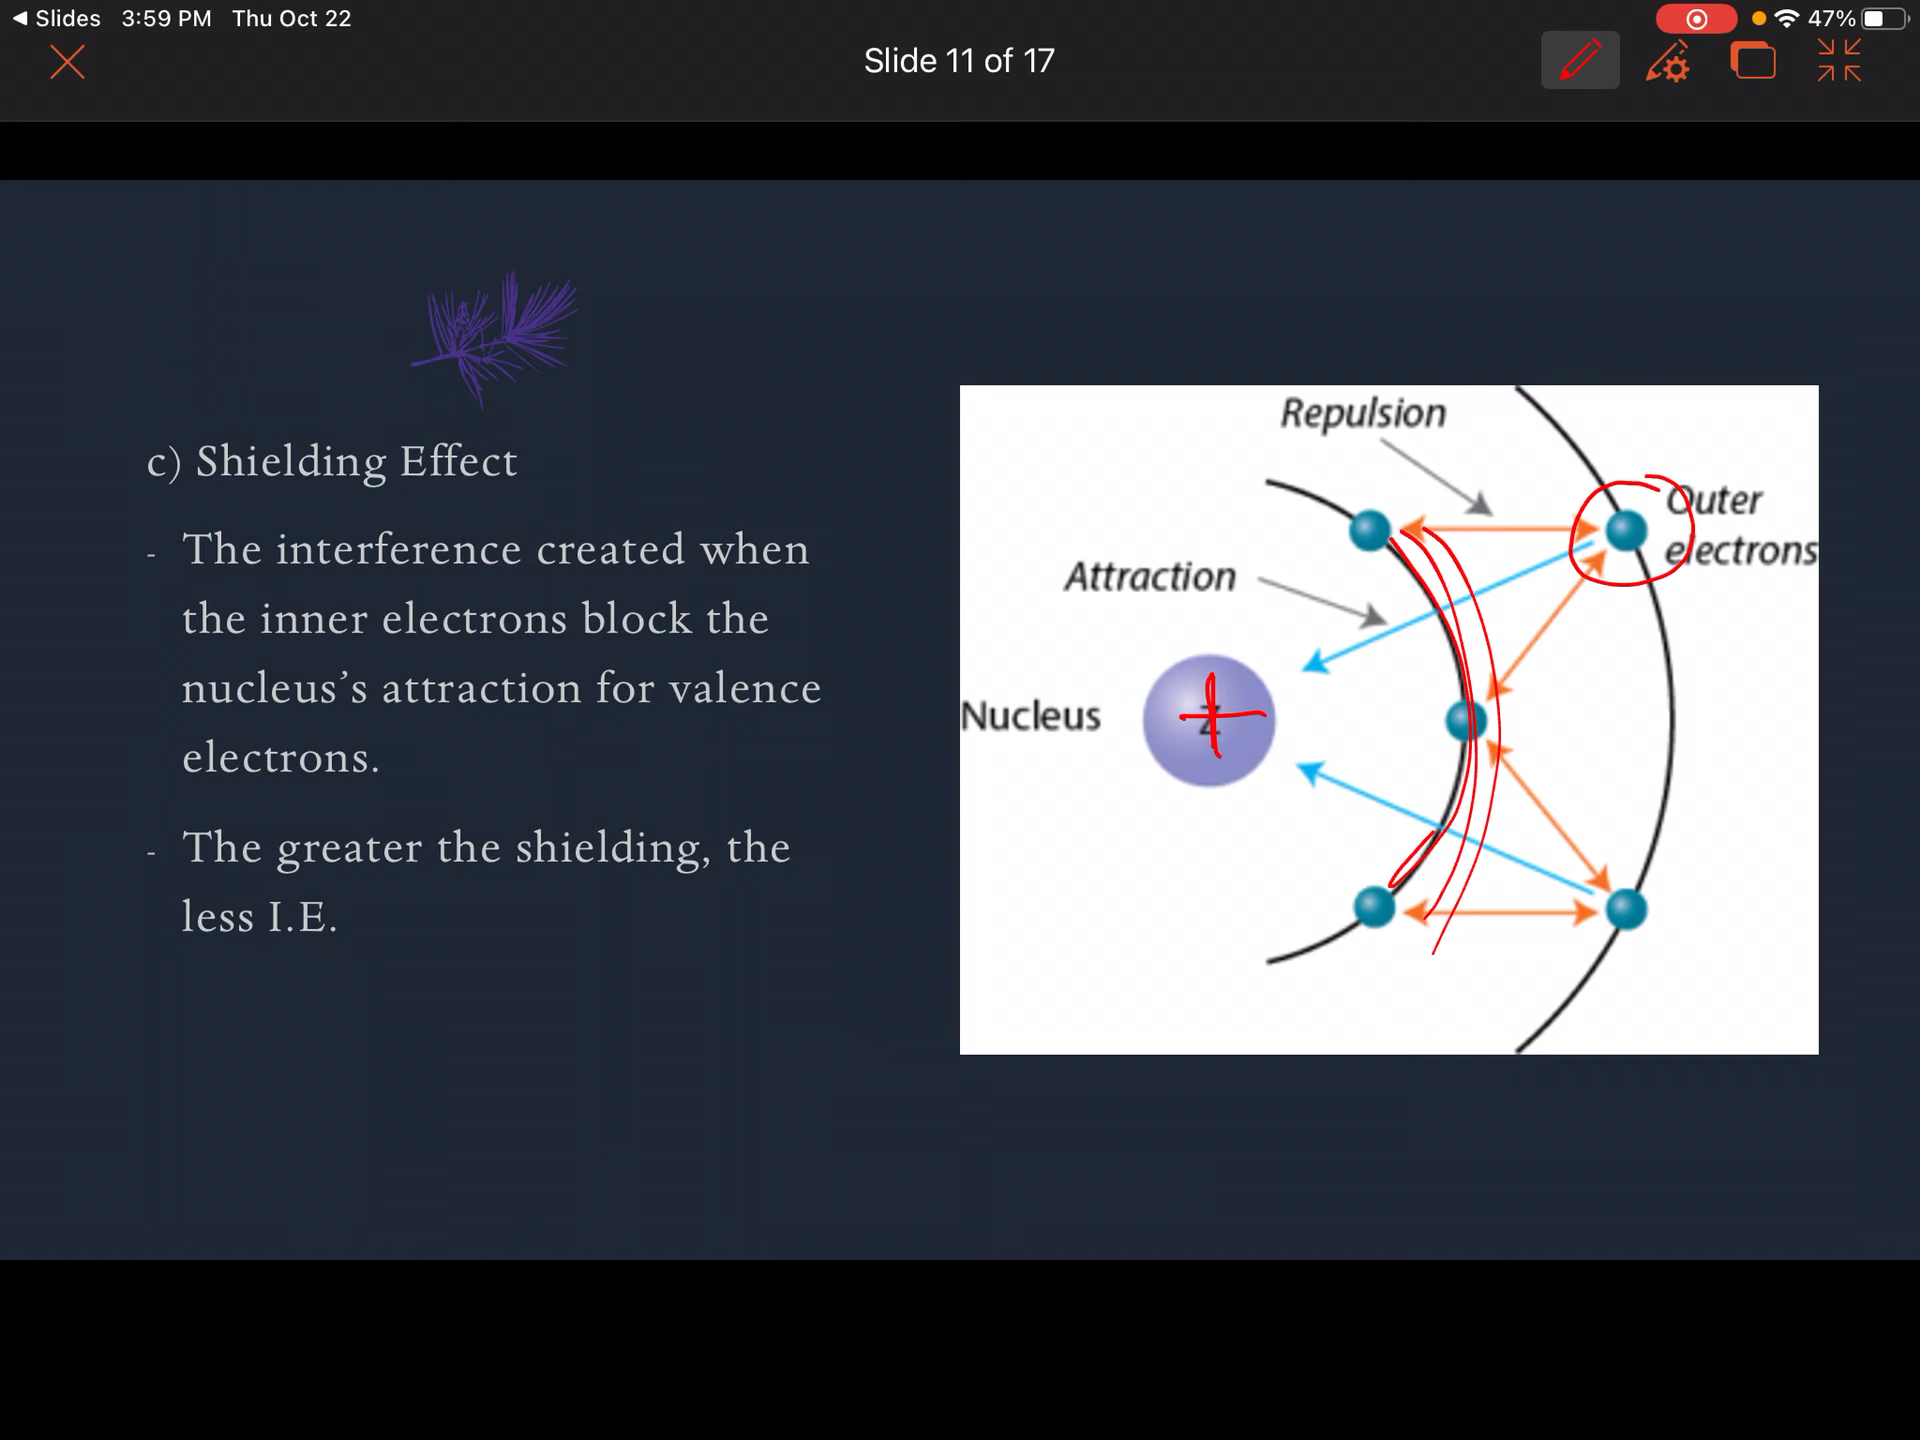 Slides 3:59 PM Thu Oct 22
47%
Slide 11 of 17
c) Shielding Effect
- The interference created when
the inner electrons block the
nucleus’s attraction for valence
electrons.
- The greater the shielding, the
less I.E.
Repulsion
Outer
electrons
Attraction
Nucleus
Z
+